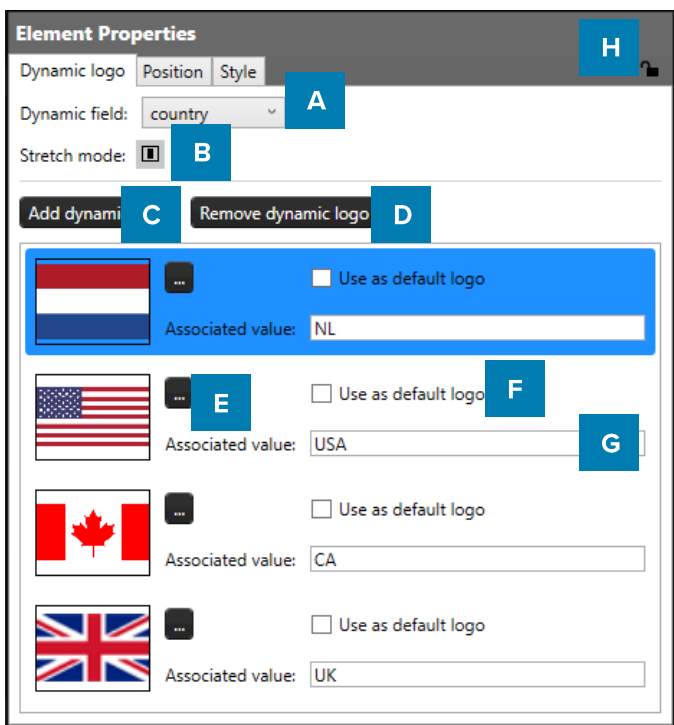 Element Properties
H
Dynamic logo Position Style
Dynamic field: country A
Stretch mode: B
Add dynami C Remove dynamic logo D
... Use as default logo
Associated value: NL
... E Use as default logo F
Associated value: USA G
... Use as default logo
Associated value: CA
... Use as default logo
Associated value: UK